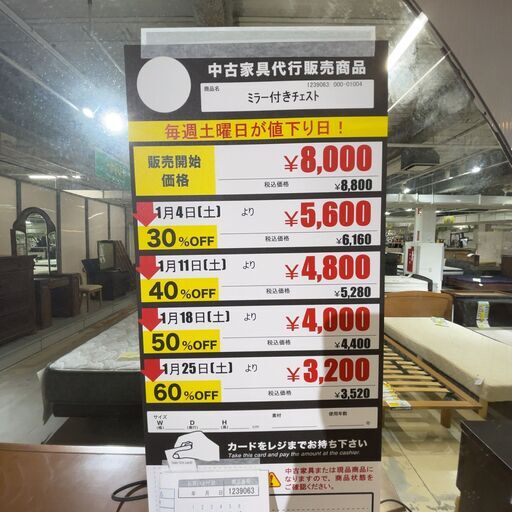 中古家具代行販売商品
商品名
1239063 000-01004
ミラー付きチェスト
毎週土曜日が値下り日！
販売開始価格
¥8,000
税込価格 ¥8,800
1月4日(土) より
30%OFF
¥5,600
税込価格 ¥6,160
1月11日(土) より
40%OFF
¥4,800
税込価格 ¥5,280
1月18日(土) より
50%OFF
¥4,000
税込価格 ¥4,400
1月25日(土) より
60%OFF
¥3,200
税込価格 ¥3,520
サイズ W(幅) D(奥行) H(高) 素材 使用年数
カードをレジまでお持ち下さい
Take this card and pay the amount at the cashier.
年 月 日 1239063
中古家具または現品商品になりますので、商品状態をご確認ください。